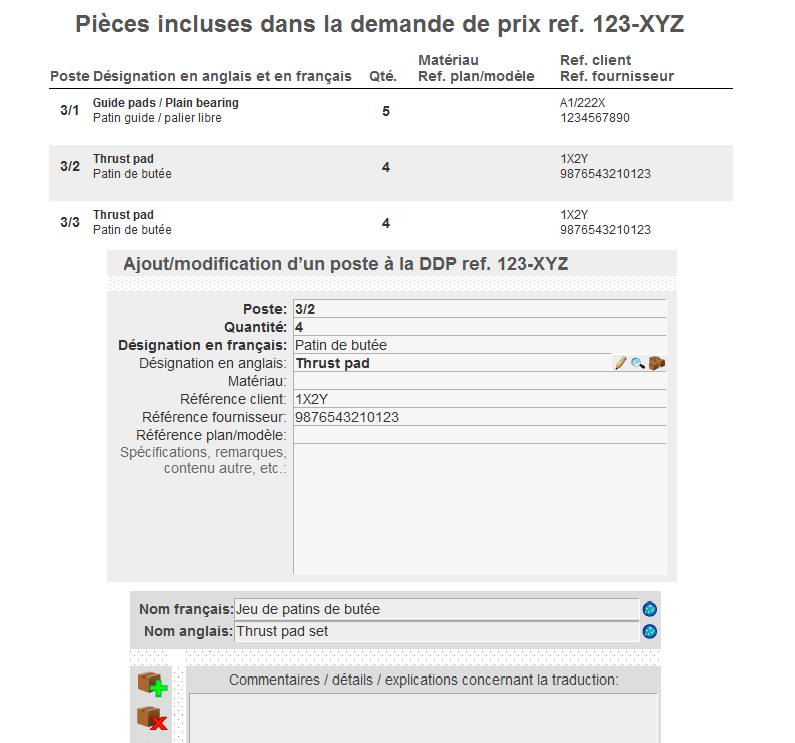 Pièces incluses dans la demande de prix ref. 123-XYZ
Matériau Ref. client
Poste Désignation en anglais et en français Qté. Ref. plan/modèle Ref. fournisseur
3/1 Guide pads / Plain bearing 5 A1/222X
Patin guide / palier libre 1234567890
3/2 Thrust pad 4 1X2Y
Patin de butée 9876543210123
3/3 Thrust pad 4 1X2Y
Patin de butée 9876543210123
Ajout/modification d’un poste à la DDP ref. 123-XYZ
Poste: 3/2
Quantité: 4
Désignation en français: Patin de butée
Désignation en anglais: Thrust pad
Matériau:
Référence client: 1X2Y
Référence fournisseur: 9876543210123
Référence plan/modèle:
Spécifications, remarques,
contenu autre, etc.:
Nom français: Jeu de patins de butée
Nom anglais: Thrust pad set
Commentaires / détails / explications concernant la traduction: